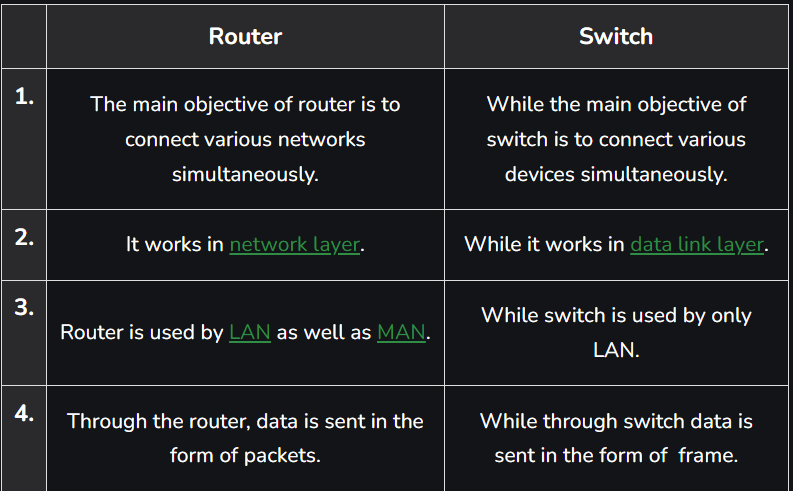 Router
Switch
1.
The main objective of router is to
connect various networks
simultaneously.
While the main objective of
switch is to connect various
devices simultaneously.
2.
It works in network layer.
While it works in data link layer.
3.
Router is used by LAN as well as MAN.
While switch is used by only
LAN.
4.
Through the router, data is sent in the
form of packets.
While through switch data is
sent in the form of  frame.